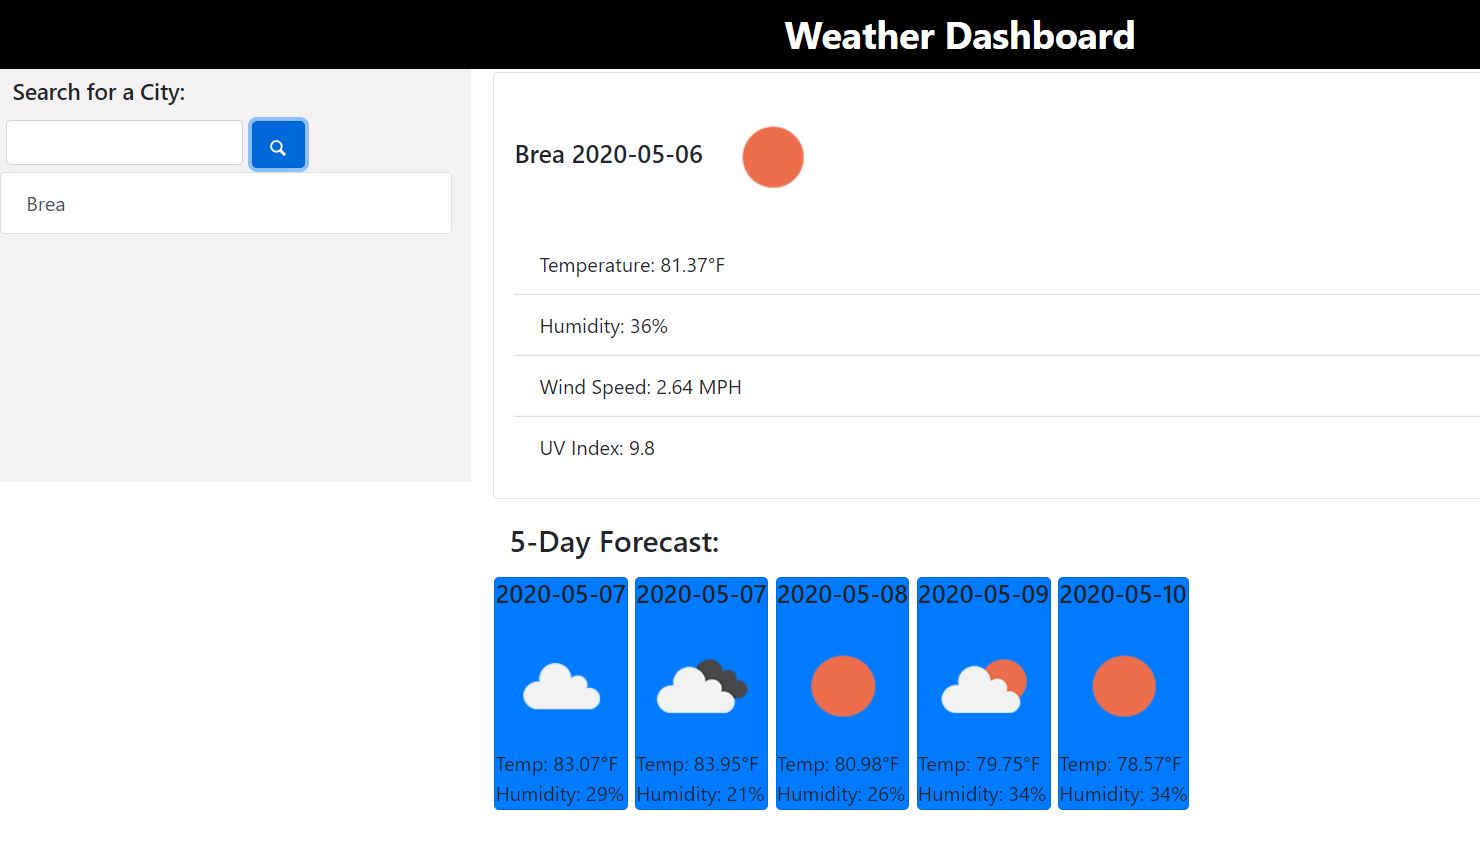 Weather Dashboard
Search for a City:
Brea
Brea 2020-05-06
Temperature: 81.37°F
Humidity: 36%
Wind Speed: 2.64 MPH
UV Index: 9.8
5-Day Forecast:
2020-05-07
Temp: 83.07°F
Humidity: 29%
2020-05-07
Temp: 83.95°F
Humidity: 21%
2020-05-08
Temp: 80.98°F
Humidity: 26%
2020-05-09
Temp: 79.75°F
Humidity: 34%
2020-05-10
Temp: 78.57°F
Humidity: 34%